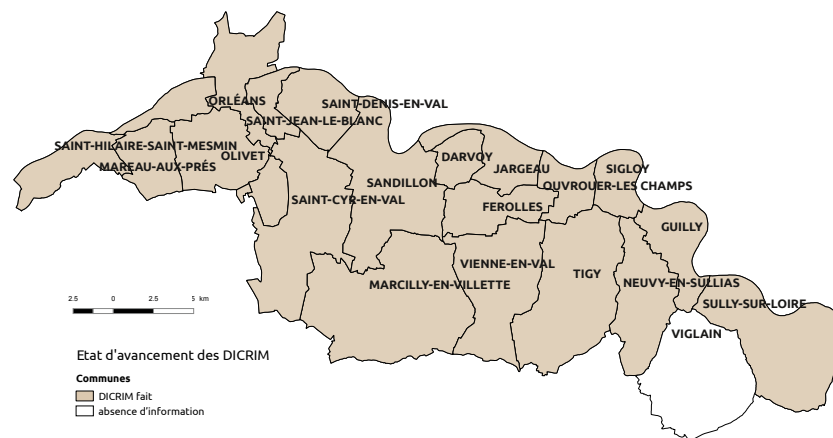 ORLÉANS
SAINT-DENIS-EN-VAL
SAINT-JEAN-LE-BLANC
SAINT-HILAIRE-SAINT-MESMIN
OLIVET
MAREAU-AUX-PRÉS
DARVOY
JARGEAU
SIGLOY
SANDILLON
OUVROUER-LES CHAMPS
SAINT-CYR-EN-VAL
FEROLLES
GUILLY
VIENNE-EN-VAL
TIGY
MARCILLY-EN-VILLETTE
NEUVY-EN-SULLIAS
SULLY-SUR-LOIRE
VIGLAIN
2.5 0 2.5 5 km
Etat d'avancement des DICRIM
Communes
DICRIM fait
absence d'information